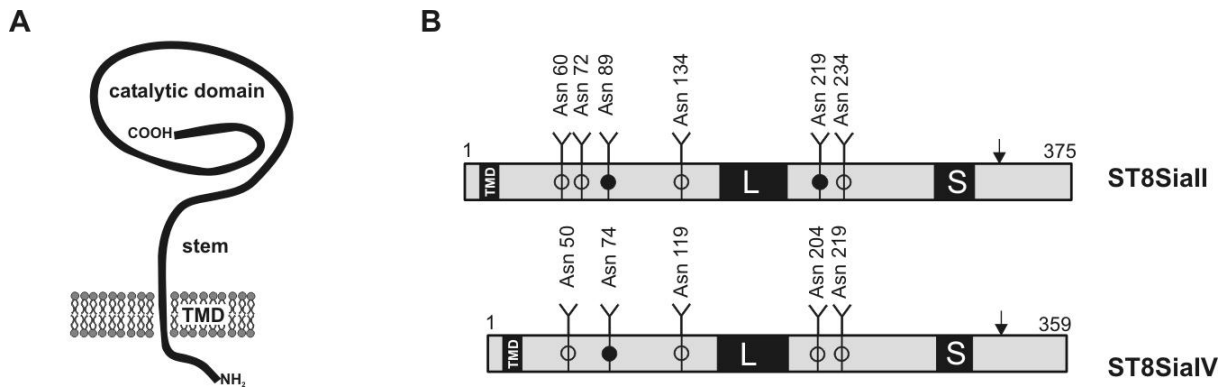 A
catalytic domain
COOH
stem
TMD
NH2
B
Asn 60
Asn 72
Asn 89
Asn 134
Asn 219
Asn 234
1
375
TMD
L
S
ST8SiaII
Asn 50
Asn 74
Asn 119
Asn 204
Asn 219
1
359
TMD
L
S
ST8SiaIV